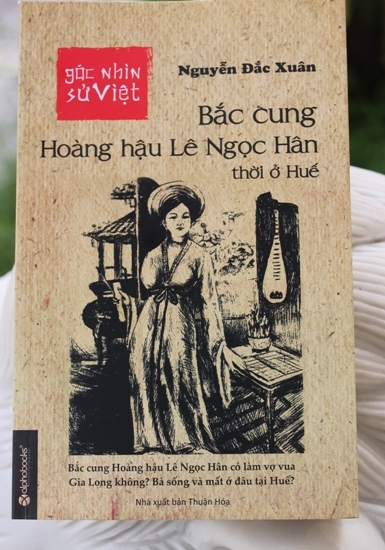 góc nhìn
sử việt
Nguyễn Đắc Xuân
Bắc cung
Hoàng hậu Lê Ngọc Hân
thời ở Huế
Bắc cung Hoàng hậu Lê Ngọc Hân có làm vợ vua
Gia Long không? Bà sống và mất ở đâu tại Huế?
Nhà xuất bản Thuận Hóa
alphabooks